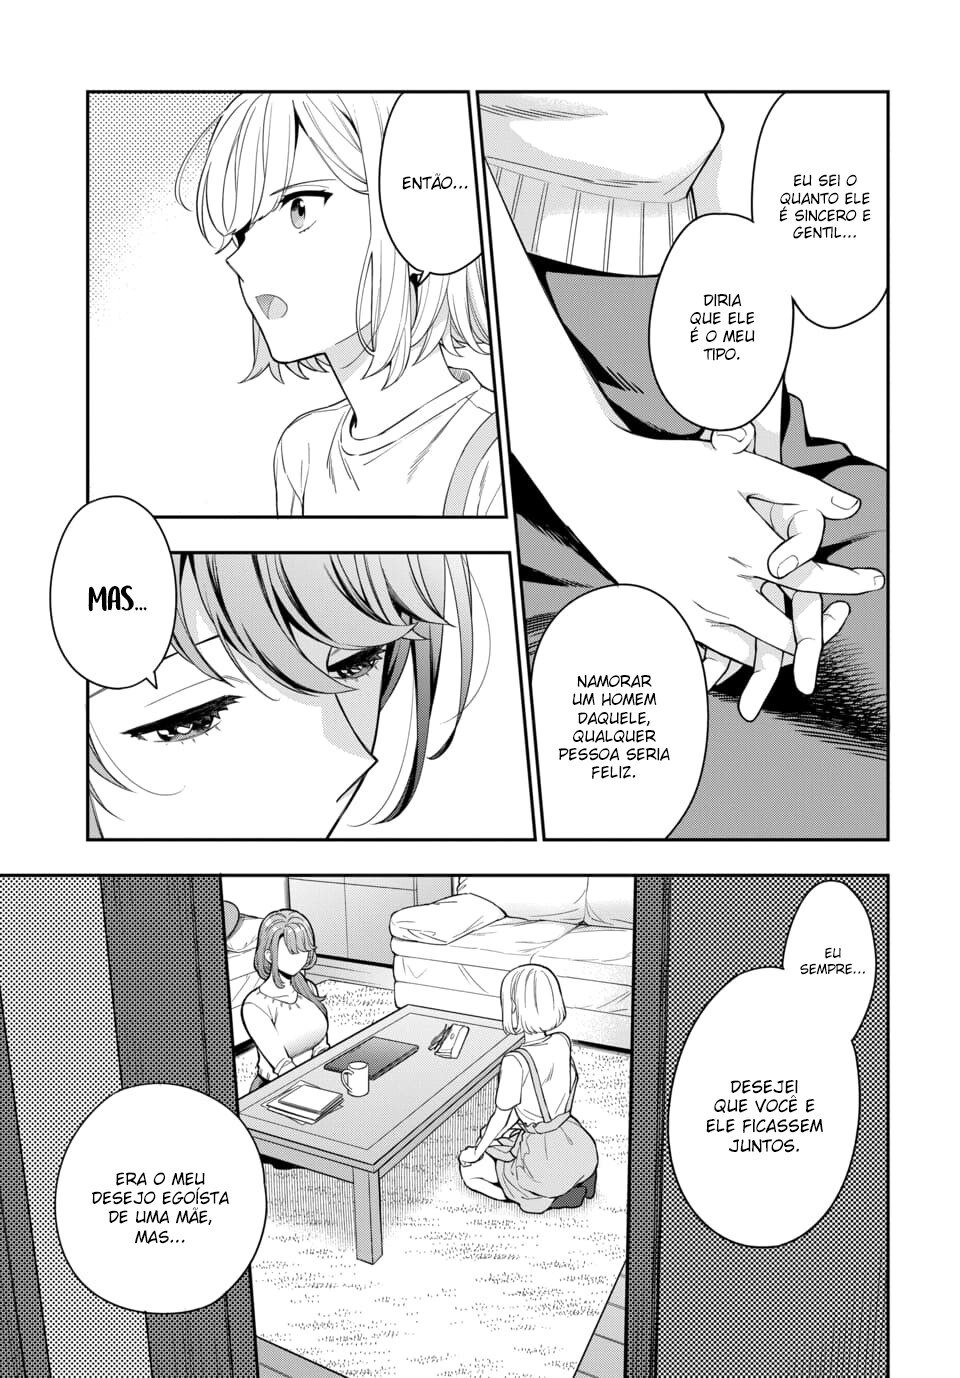 EU SEI O
QUANTO ELE
É SINCERO E
GENTIL...
DIRIA
QUE ELE
É O MEU
TIPO.
NAMORAR
UM HOMEM
DAQUELE,
QUALQUER
PESSOA SERIA
FELIZ.
ENTÃO...
MAS...
EU
SEMPRE...
DESEJEI
QUE VOCÊ E
ELE FICASSEM
JUNTOS.
ERA O MEU
DESEJO EGOÍSTA
DE UMA MÃE,
MAS...